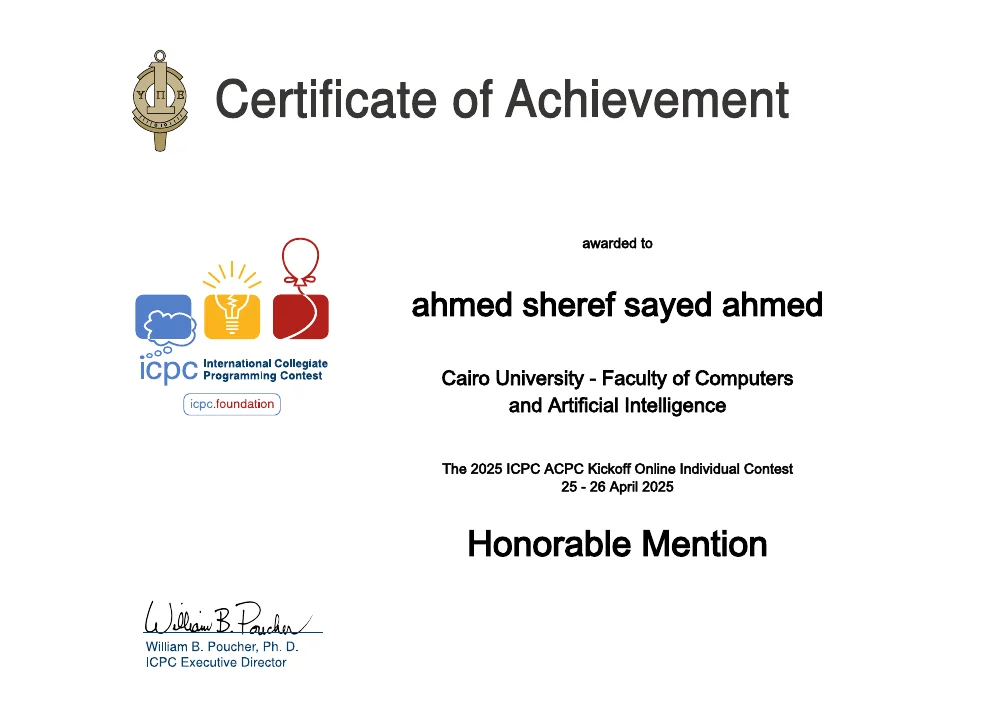 Υ Π Ε
Certificate of Achievement
awarded to
ahmed sheref sayed ahmed
Cairo University - Faculty of Computers
and Artificial Intelligence
The 2025 ICPC ACPC Kickoff Online Individual Contest
25 - 26 April 2025
Honorable Mention
icpc International Collegiate
Programming Contest
icpc.foundation
William B. Poucher
William B. Poucher, Ph. D.
ICPC Executive Director